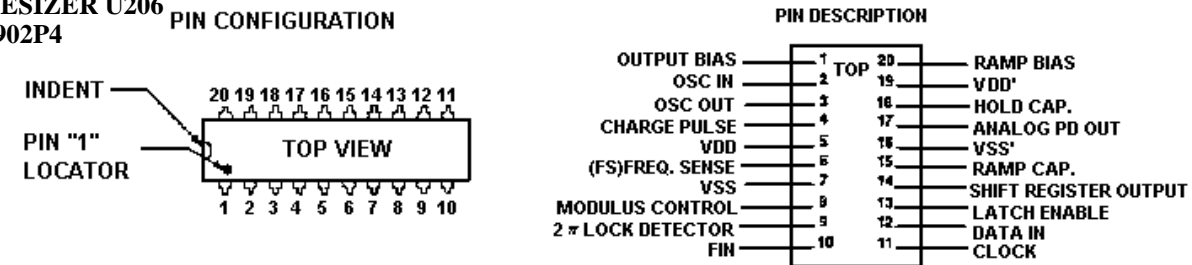 ESIZER U206
902P4
PIN CONFIGURATION
INDENT
PIN "1"
LOCATOR
20 19 18 17 16 15 14 13 12 11
TOP VIEW
1 2 3 4 5 6 7 8 9 10
PIN DESCRIPTION
TOP
OUTPUT BIAS 1
OSC IN 2
OSC OUT 3
CHARGE PULSE 4
VDD 5
(FS)FREQ. SENSE 6
VSS 7
MODULUS CONTROL 8
2 π LOCK DETECTOR 9
FIN 10
20 RAMP BIAS
19 VDD'
18 HOLD CAP.
17 ANALOG PD OUT
16 VSS'
15 RAMP CAP.
14 SHIFT REGISTER OUTPUT
13 LATCH ENABLE
12 DATA IN
11 CLOCK